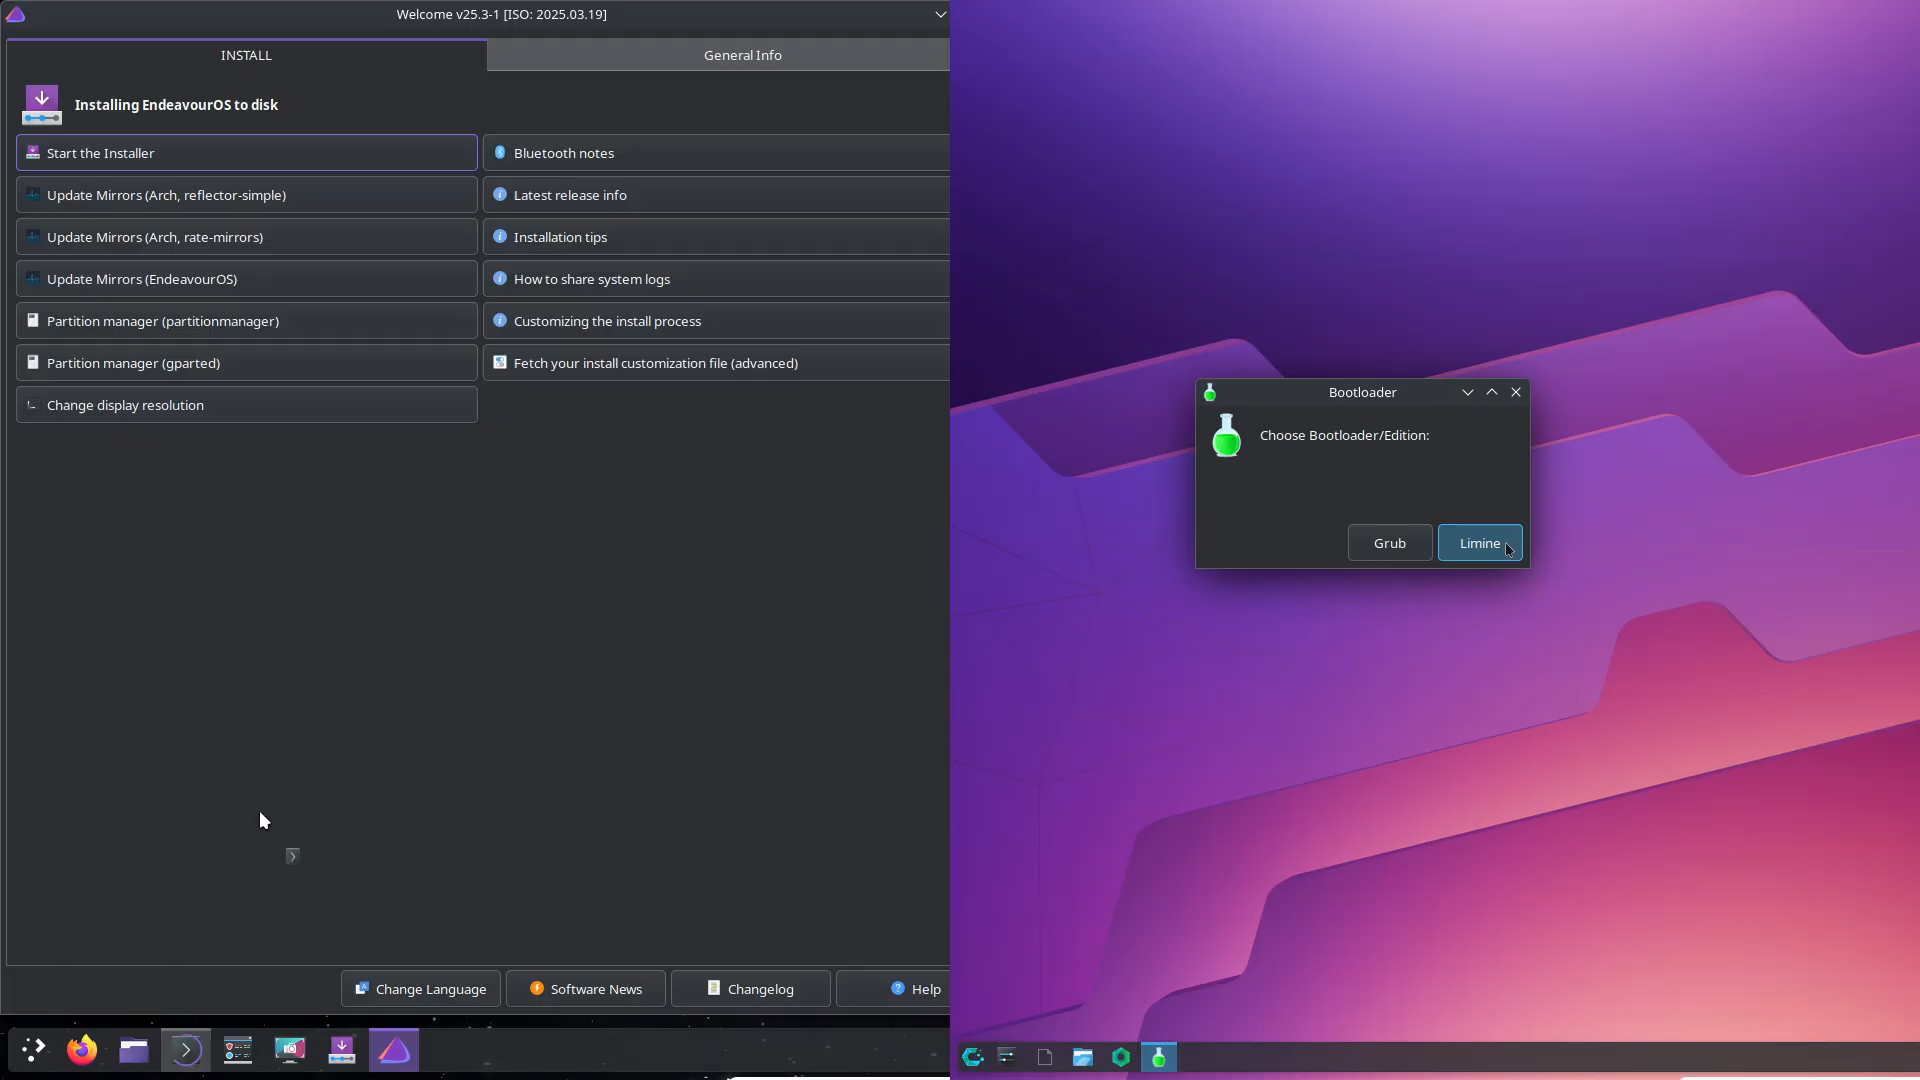 Welcome v25.3-1 [ISO: 2025.03.19]
INSTALL
General Info
Installing EndeavourOS to disk
Start the Installer
Bluetooth notes
Update Mirrors (Arch, reflector-simple)
Latest release info
Update Mirrors (Arch, rate-mirrors)
Installation tips
Update Mirrors (EndeavourOS)
How to share system logs
Partition manager (partitionmanager)
Customizing the install process
Partition manager (gparted)
Fetch your install customization file (advanced)
Change display resolution
Change Language
Software News
Changelog
Help
Bootloader
Choose Bootloader/Edition:
Grub
Limine